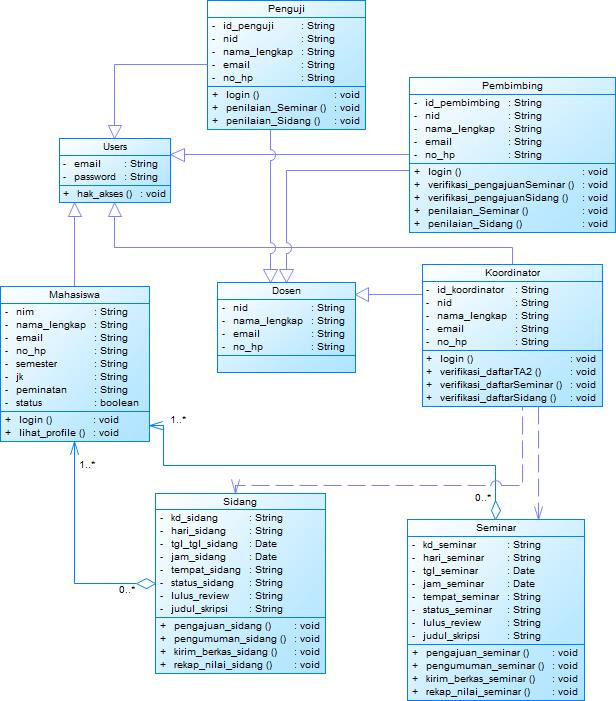 Penguji
- id_penguji : String
- nid : String
- nama_lengkap : String
- email : String
- no_hp : String
+ login () : void
+ penilaian_Seminar () : void
+ penilaian_Sidang () : void
Pembimbing
- id_pembimbing : String
- nid : String
- nama_lengkap : String
- email : String
- no_hp : String
+ login () : void
+ verifikasi_pengajuanSeminar () : void
+ verifikasi_pengajuanSidang () : void
+ penilaian_Seminar () : void
+ penilaian_Sidang () : void
Users
- email : String
- password : String
+ hak_akses () : void
Mahasiswa
- nim : String
- nama_lengkap : String
- email : String
- no_hp : String
- semester : String
- jk : String
- peminatan : String
- status : boolean
+ login () : void
+ lihat_profile () : void
Dosen
- nid : String
- nama_lengkap : String
- email : String
- no_hp : String
Koordinator
- id_koordinator : String
- nid : String
- nama_lengkap : String
- email : String
- no_hp : String
+ login () : void
+ verifikasi_daftarTA2 () : void
+ verifikasi_daftarSeminar () : void
+ verifikasi_daftarSidang () : void
1..*
1..*
0..*
0..*
Sidang
- kd_sidang : String
- hari_sidang : String
- tgl_tgl_sidang : Date
- jam_sidang : Date
- tempat_sidang : String
- status_sidang : String
- lulus_review : String
- judul_skripsi : String
+ pengajuan_sidang () : void
+ pengumuman_sidang () : void
+ kirim_berkas_sidang () : void
+ rekap_nilai_sidang () : void
Seminar
- kd_seminar : String
- hari_seminar : String
- tgl_seminar : Date
- jam_seminar : Date
- tempat_seminar : String
- status_seminar : String
- lulus_review : String
- judul_skripsi : String
+ pengajuan_seminar () : void
+ pengumuman_seminar () : void
+ kirim_berkas_seminar () : void
+ rekap_nilai_seminar () : void